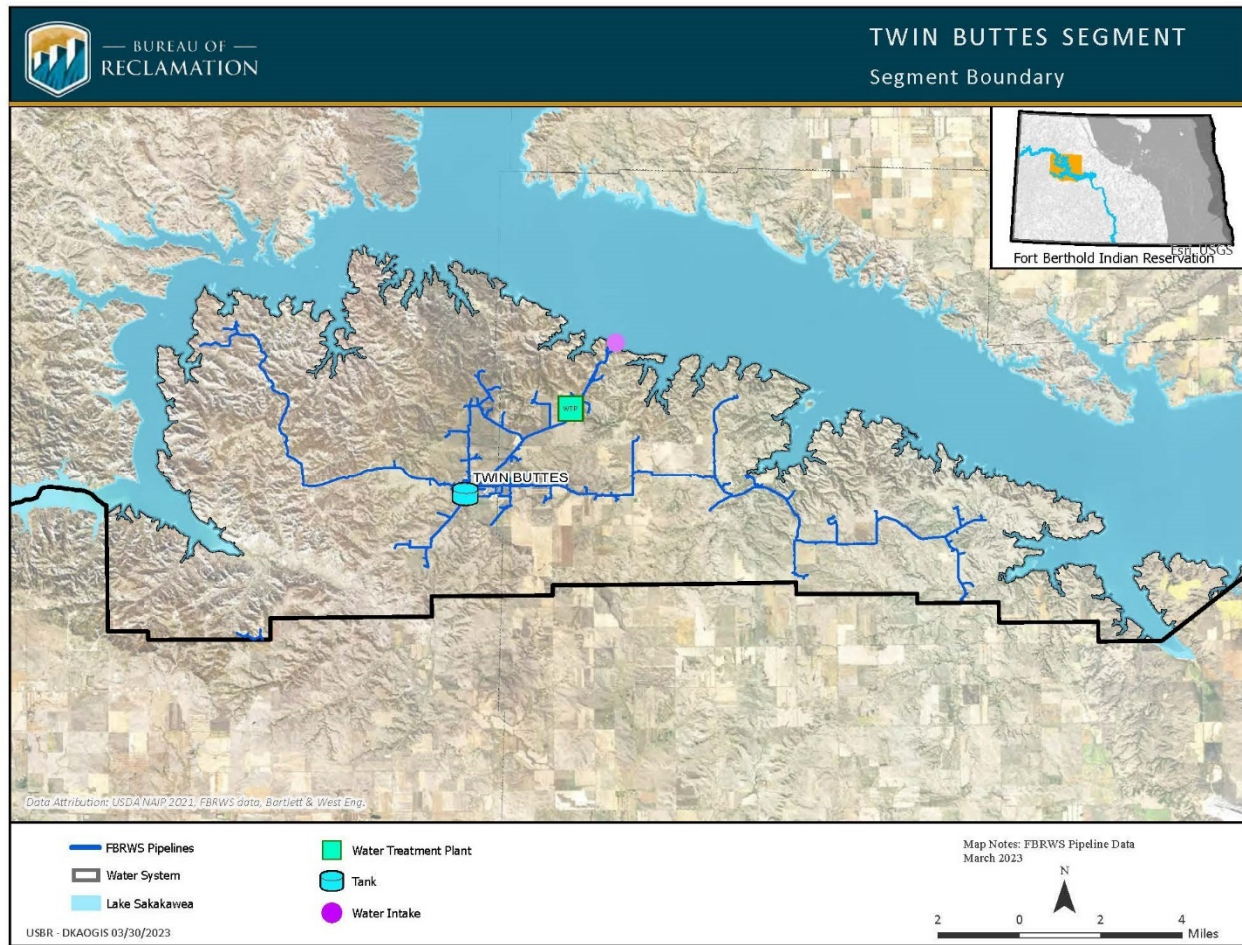 BUREAU OF
RECLAMATION
TWIN BUTTES SEGMENT
Segment Boundary
Esri, USGS
Fort Berthold Indian Reservation
WTP
TWIN BUTTES
Data Attribution: USDA NAIP 2021, FBRWS data, Bartlett & West Eng.
FBRWS Pipelines
Water System
Lake Sakakawea
Water Treatment Plant
Tank
Water Intake
Map Notes: FBRWS Pipeline Data
March 2023
N
2 0 2 4
Miles
USBR - DKAOGIS 03/30/2023